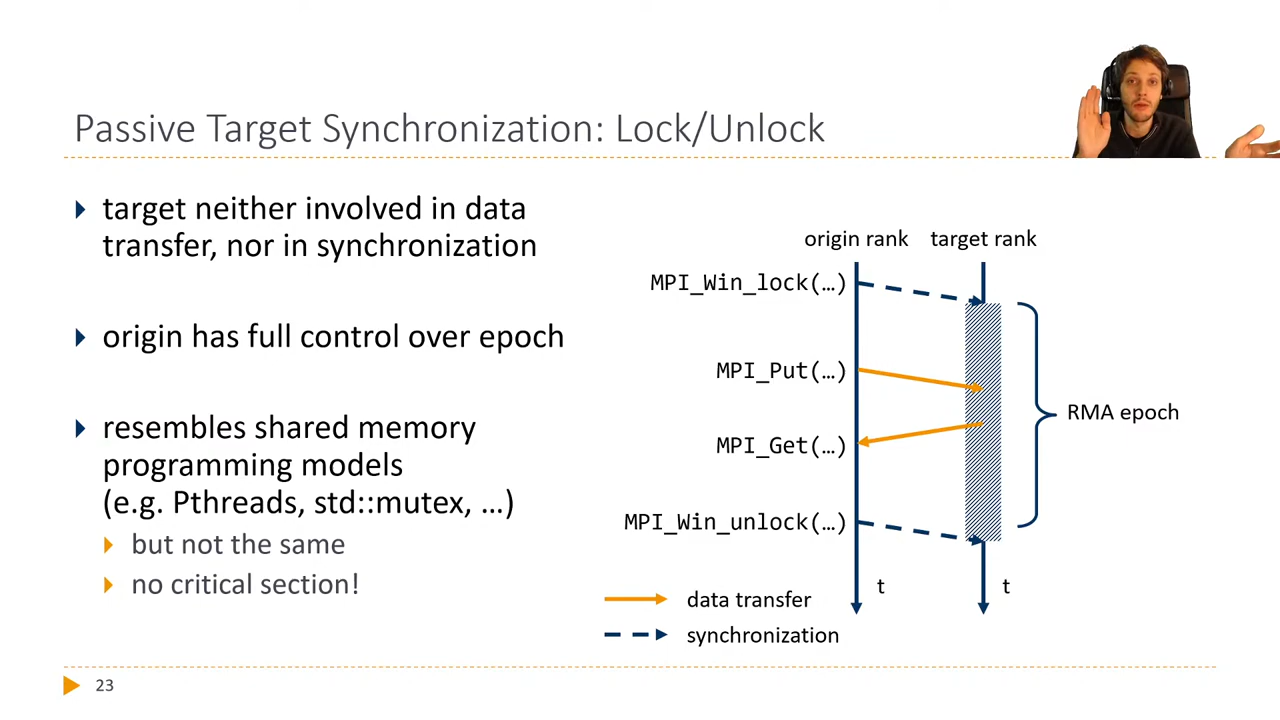 Passive Target Synchronization: Lock/Unlock
target neither involved in data
transfer, nor in synchronization
origin has full control over epoch
resembles shared memory
programming models
(e.g. Pthreads, std::mutex, …)
but not the same
no critical section!
origin rank target rank
MPI_Win_lock(…)
MPI_Put(…)
RMA epoch
MPI_Get(…)
MPI_Win_unlock(…)
t t
data transfer
synchronization
23